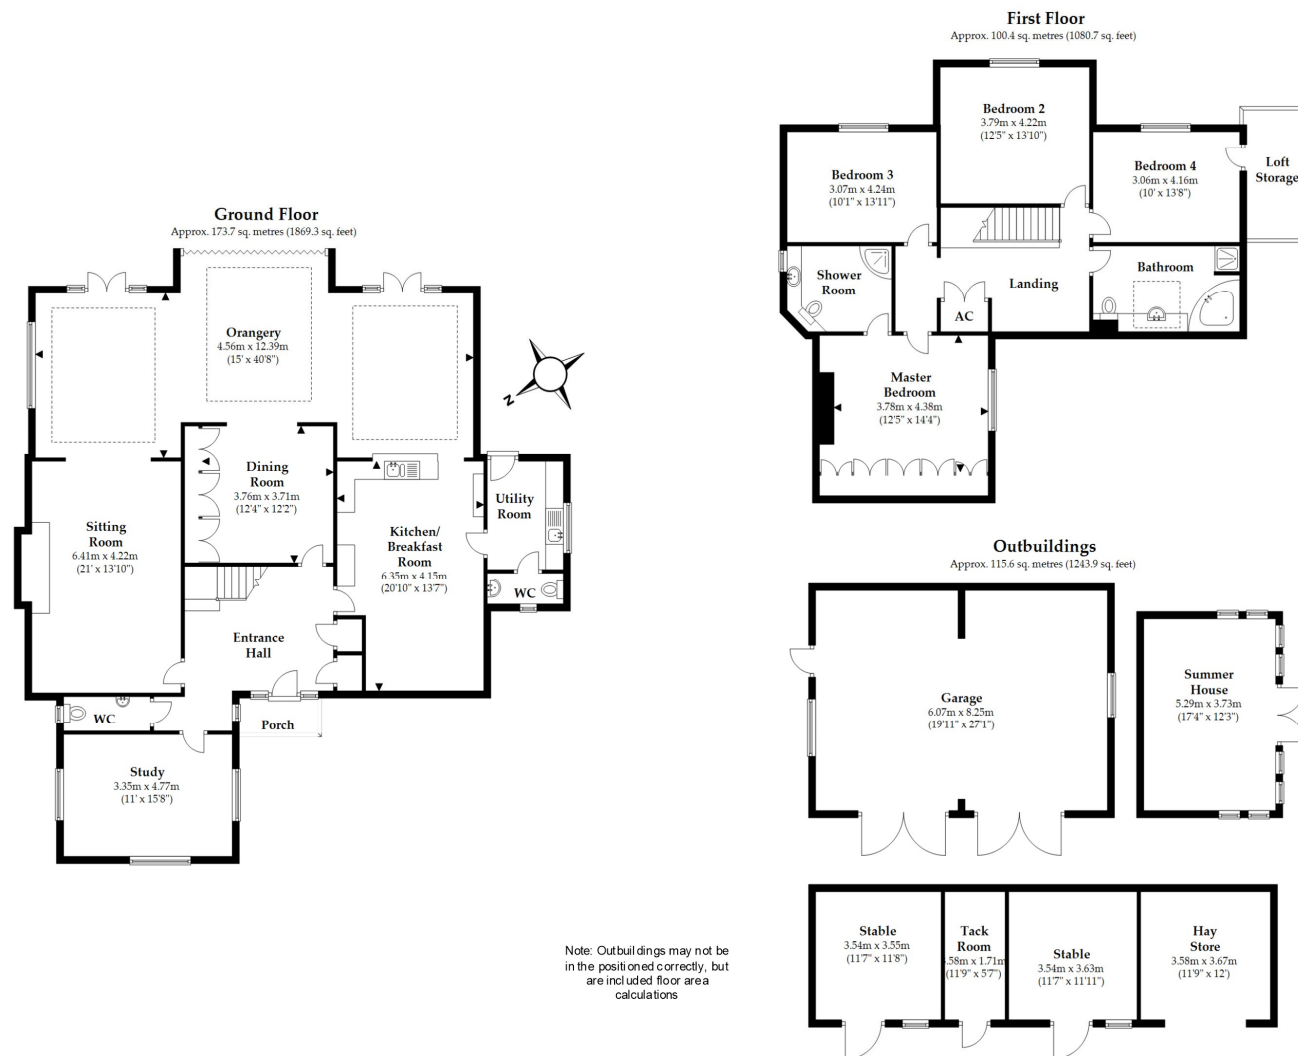 First Floor
Approx. 100.4 sq. metres (1080.7 sq. feet)
Bedroom 2
3.79m x 4.22m
(12'5" x 13'10")
Bedroom 3
3.07m x 4.24m
(10'1" x 13'11")
Bedroom 4
3.06m x 4.16m
(10' x 13'8")
Loft
Storage
Shower
Room
Landing
Bathroom
AC
Master
Bedroom
3.78m x 4.38m
(12'5" x 14'4")
Ground Floor
Approx. 173.7 sq. metres (1869.3 sq. feet)
Orangery
4.56m x 12.39m
(15' x 40'8")
N
Dining
Room
3.76m x 3.71m
(12'4" x 12'2")
Sitting
Room
6.41m x 4.22m
(21' x 13'10")
Kitchen/
Breakfast
Room
6.35m x 4.15m
(20'10" x 13'7")
Utility
Room
WC
Entrance
Hall
WC
Porch
Study
3.35m x 4.77m
(11' x 15'8")
Outbuildings
Approx. 115.6 sq. metres (1243.9 sq. feet)
Garage
6.07m x 8.25m
(19'11" x 27'1")
Summer
House
5.29m x 3.73m
(17'4" x 12'3")
Stable
3.54m x 3.55m
(11'7" x 11'8")
Tack
Room
.58m x 1.71m
(11'9" x 5'7")
Stable
3.54m x 3.63m
(11'7" x 11'11")
Hay
Store
3.58m x 3.67m
(11'9" x 12')
Note: Outbuildings may not be
in the positioned correctly, but
are included floor area
calculations